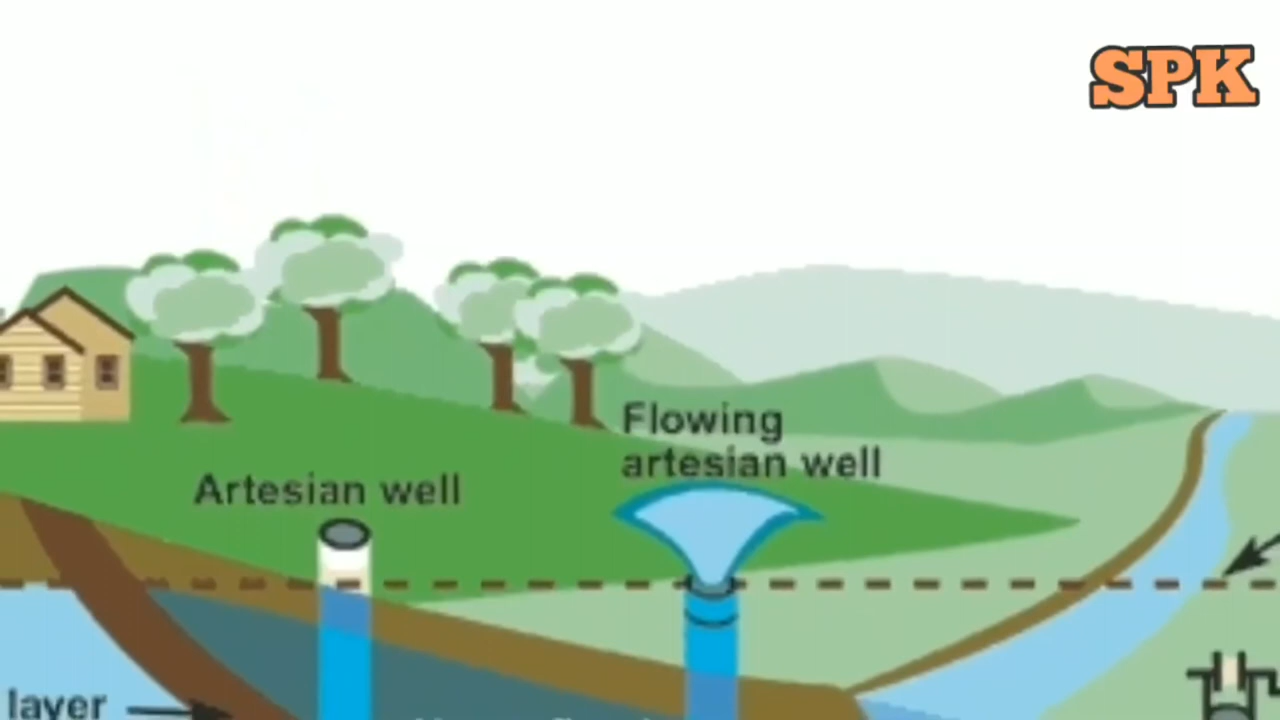 SPK
Flowing
artesian well
Artesian well
layer